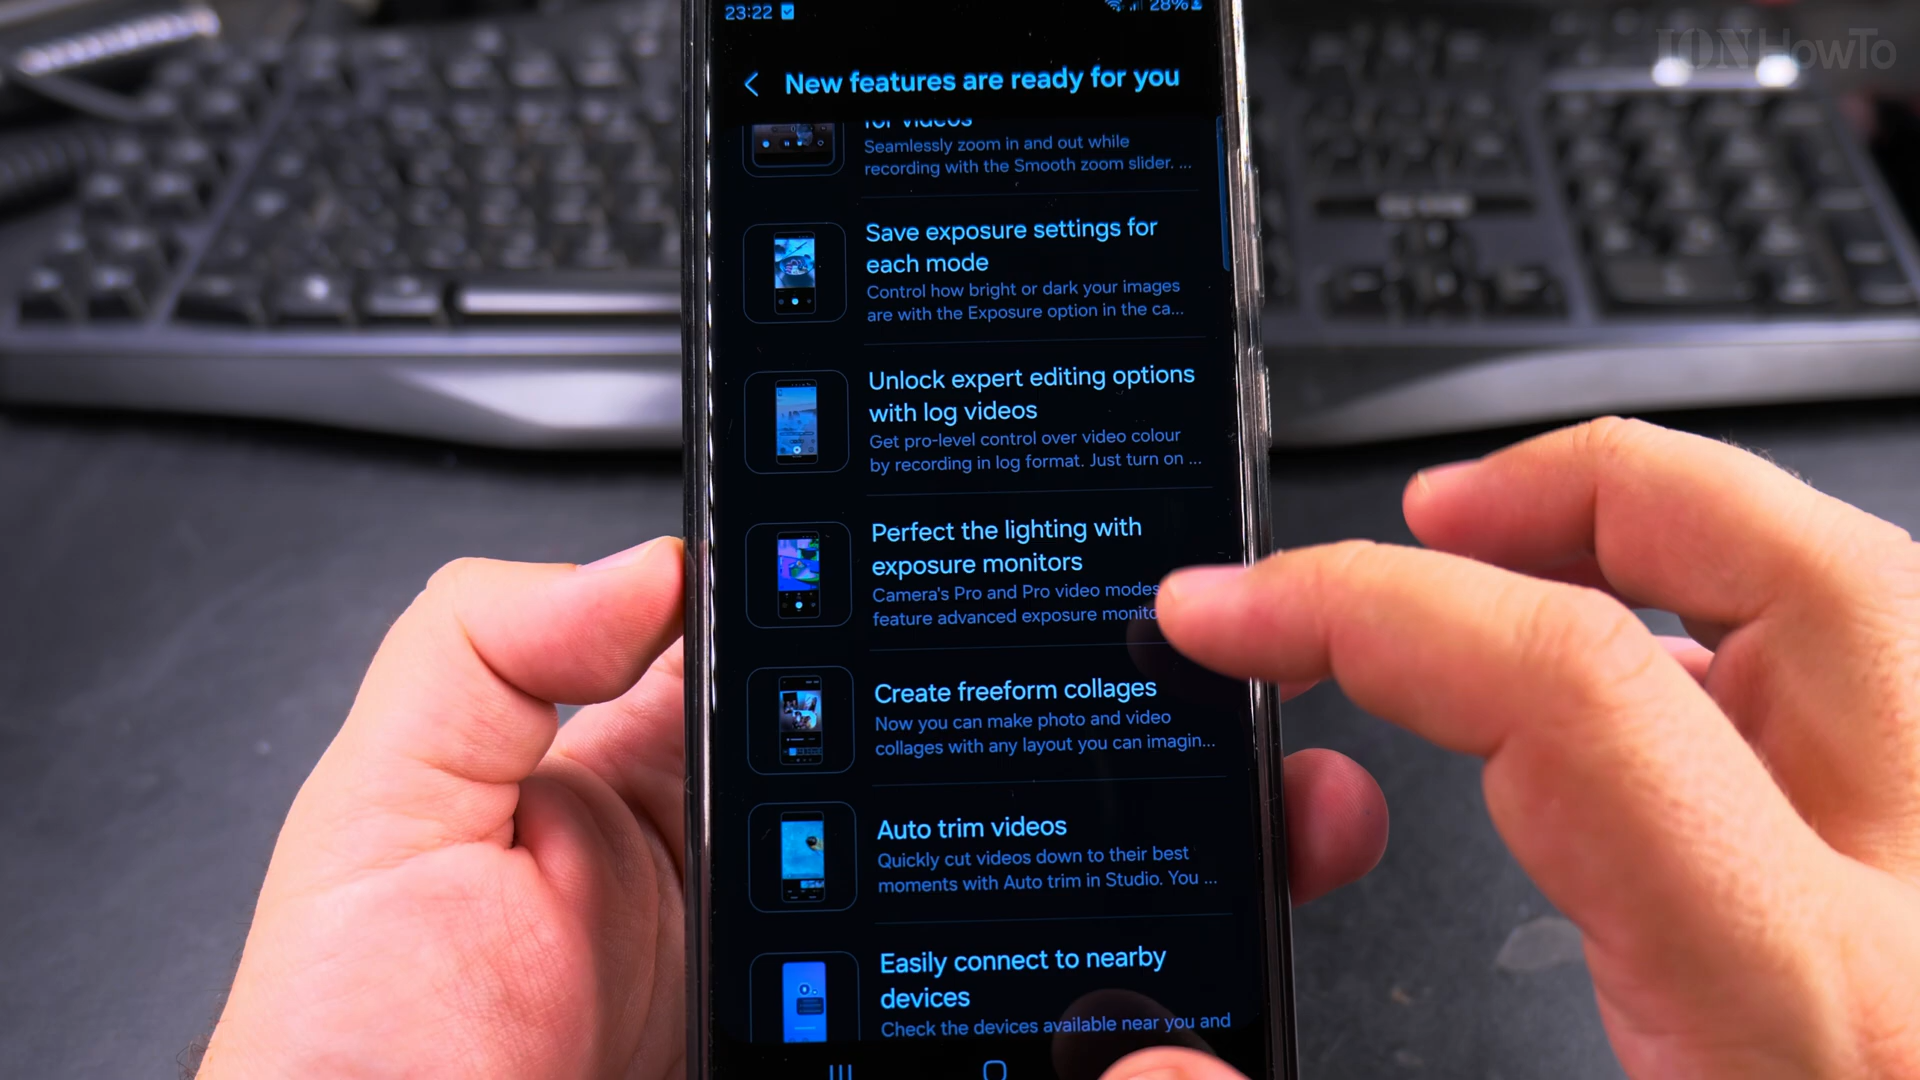 23:22
28%
IONHowTo
New features are ready for you
for videos
Seamlessly zoom in and out while
recording with the Smooth zoom slider. ...
Save exposure settings for
each mode
Control how bright or dark your images
are with the Exposure option in the ca...
Unlock expert editing options
with log videos
Get pro-level control over video colour
by recording in log format. Just turn on ...
Perfect the lighting with
exposure monitors
Camera's Pro and Pro video modes
feature advanced exposure monito
Create freeform collages
Now you can make photo and video
collages with any layout you can imagin...
Auto trim videos
Quickly cut videos down to their best
moments with Auto trim in Studio. You ...
Easily connect to nearby
devices
Check the devices available near you and